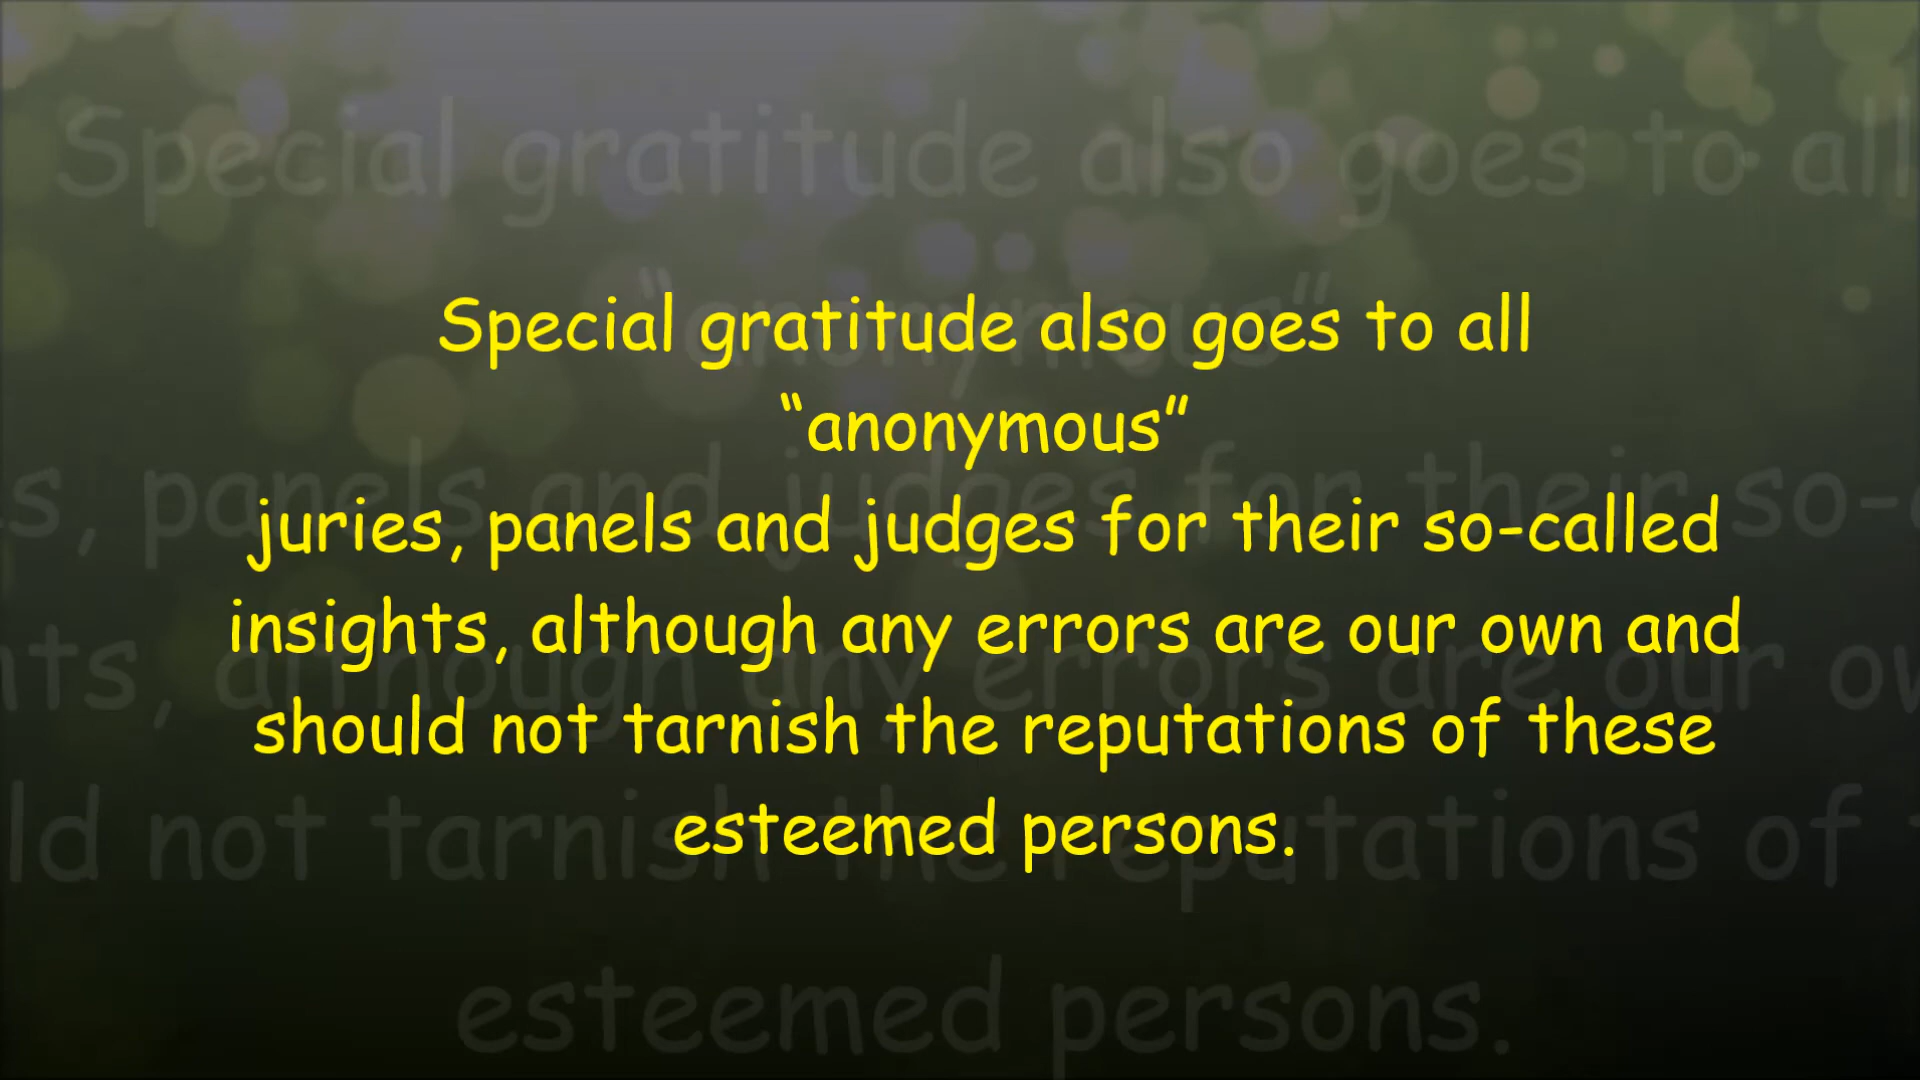 Special gratitude also goes to all
“anonymous”
juries, panels and judges for their so-called
insights, although any errors are our own and
should not tarnish the reputations of these
esteemed persons.